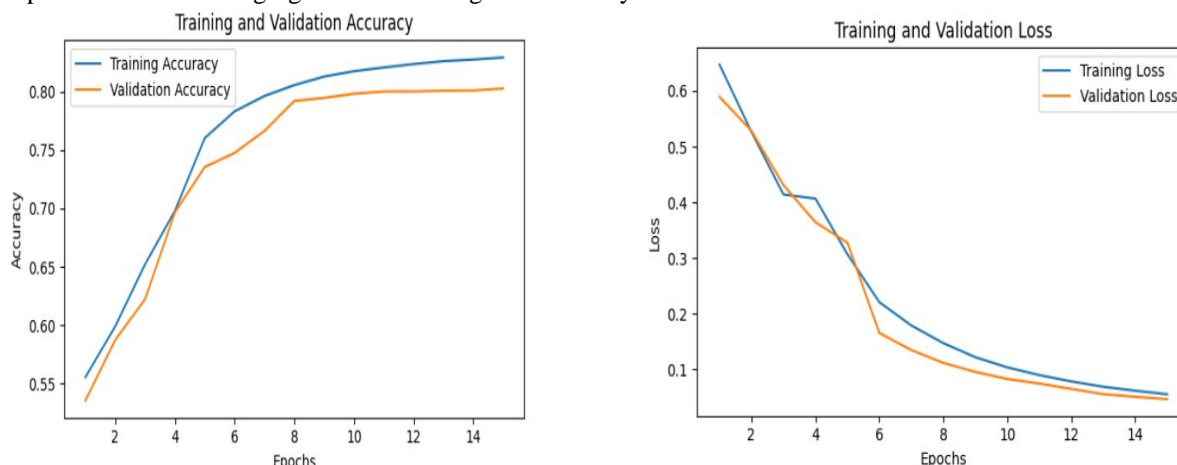 Training and Validation Accuracy
Training Accuracy
Validation Accuracy
0.80
0.75
0.70
0.65
0.60
0.55
Accuracy
2 4 6 8 10 12 14
Epochs
Training and Validation Loss
Training Loss
Validation Loss
0.6
0.5
0.4
0.3
0.2
0.1
Loss
2 4 6 8 10 12 14
Epochs